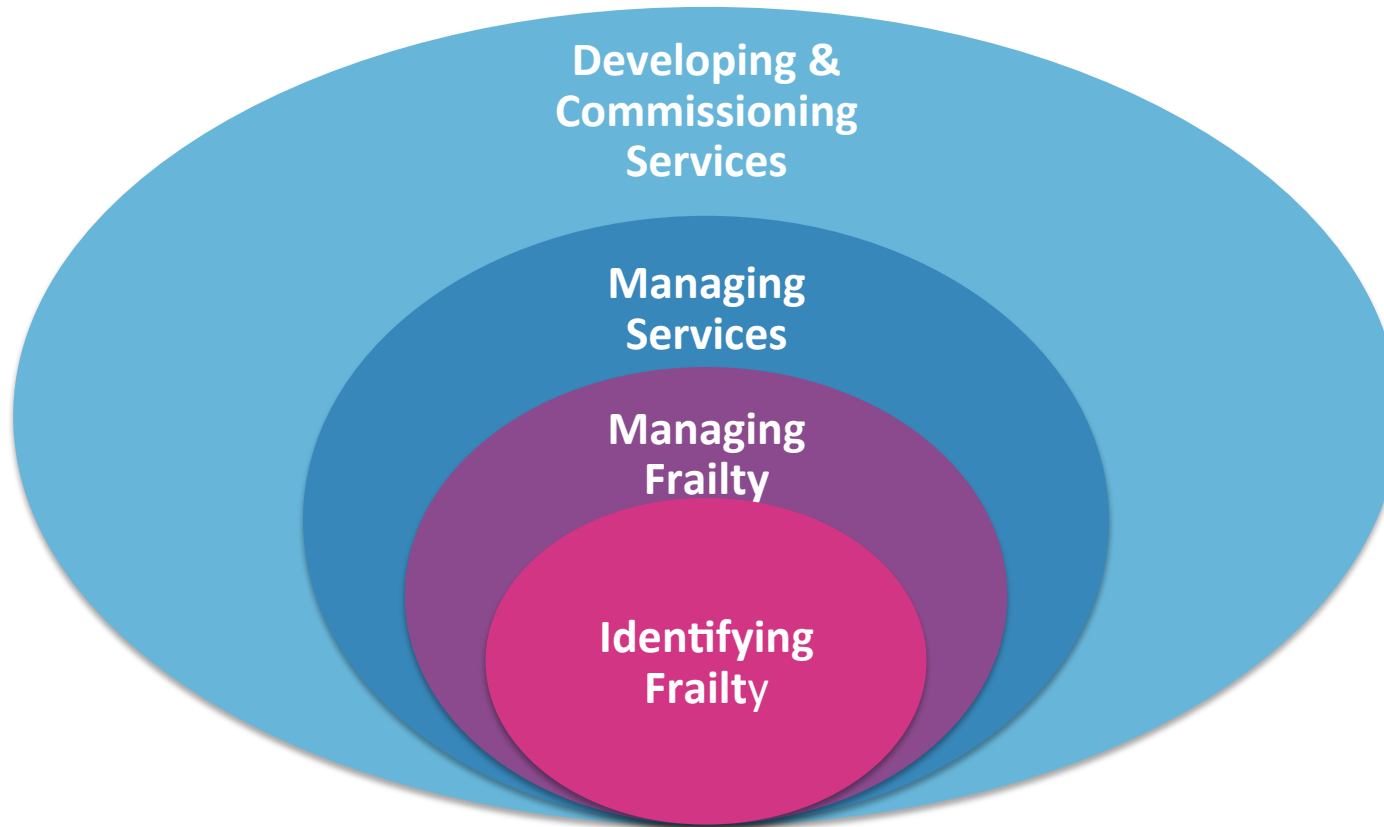 Developing &
Commissioning
Services
Managing
Services
Managing
Frailty
Identifying
Frailty